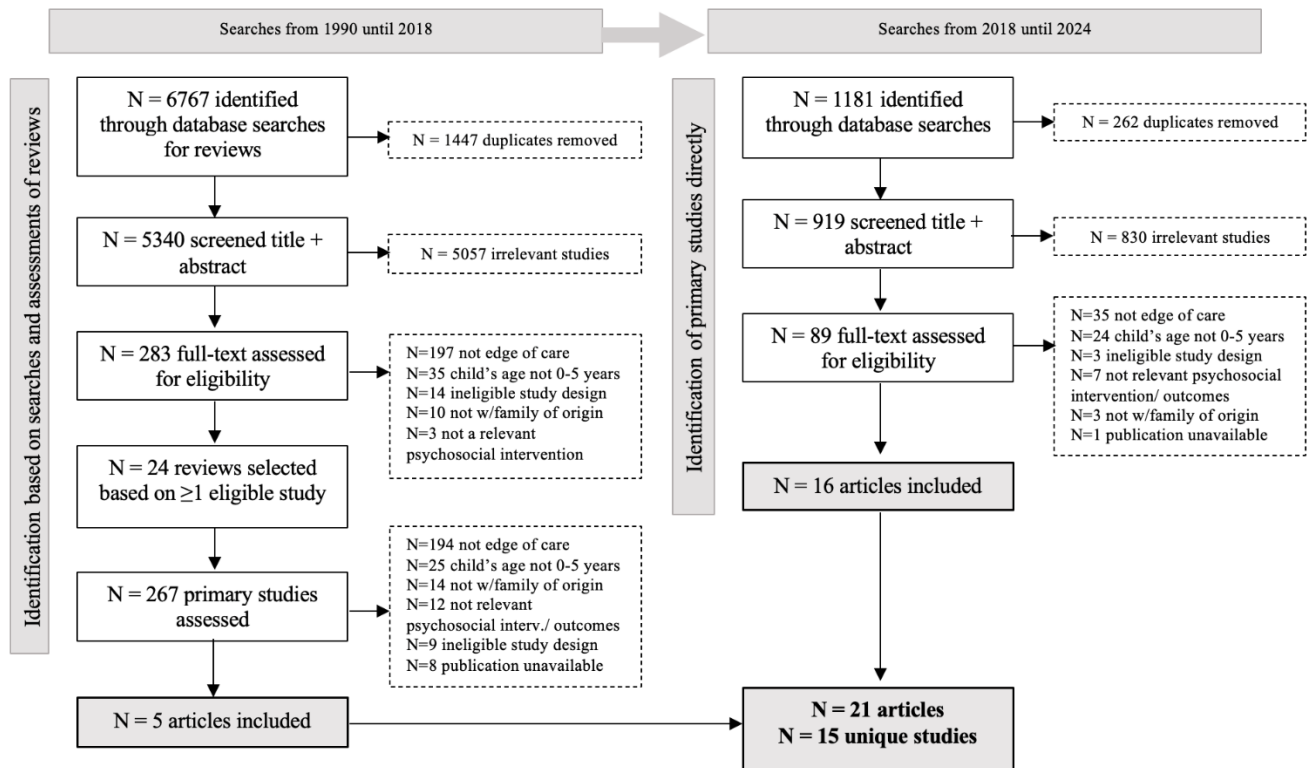 Searches from 1990 until 2018
Searches from 2018 until 2024
Identification based on searches and assessments of reviews
N = 6767 identified
through database searches
for reviews
N = 1447 duplicates removed
N = 5340 screened title +
abstract
N = 5057 irrelevant studies
N = 283 full-text assessed
for eligibility
N=197 not edge of care
N=35 child's age not 0-5 years
N=14 ineligible study design
N=10 not w/family of origin
N=3 not a relevant
psychosocial intervention
N = 24 reviews selected
based on ≥1 eligible study
N = 267 primary studies
assessed
N=194 not edge of care
N=25 child's age not 0-5 years
N=14 not w/family of origin
N=12 not relevant
psychosocial interv./ outcomes
N=9 ineligible study design
N=8 publication unavailable
N = 5 articles included
Identification of primary studies directly
N = 1181 identified
through database searches
N = 262 duplicates removed
N = 919 screened title +
abstract
N = 830 irrelevant studies
N = 89 full-text assessed
for eligibility
N=35 not edge of care
N=24 child's age not 0-5 years
N=3 ineligible study design
N=7 not relevant psychosocial
intervention/ outcomes
N=3 not w/family of origin
N=1 publication unavailable
N = 16 articles included
N = 21 articles
N = 15 unique studies